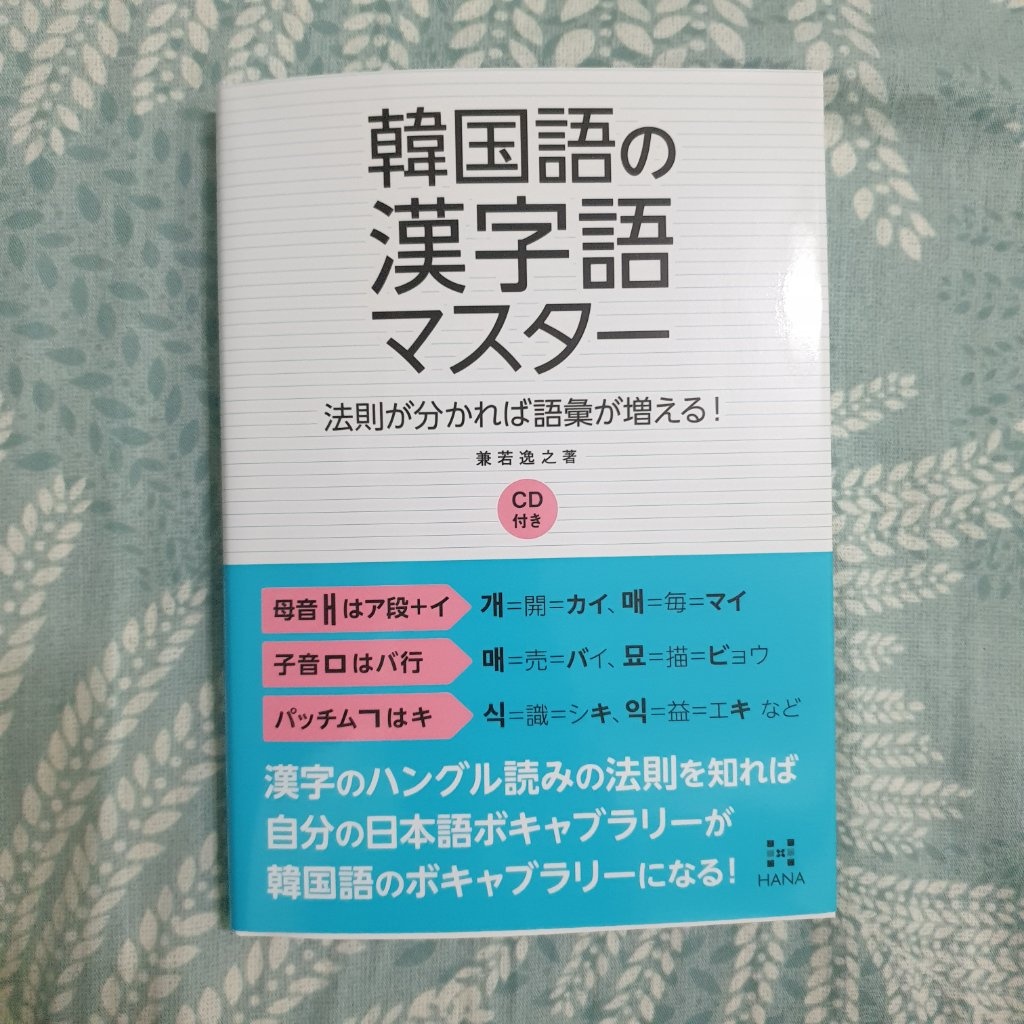 韓国語の
漢字語
マスター
法則が分かれば語彙が増える!
兼若逸之著
CD
付き
母音ㅐはア段+イ
개=開=カイ、매=毎=マイ
子音ㅁはバ行
매=売=バイ、묘=描=ビョウ
パッチムㄱはキ
식=識=シキ、익=益=エキ など
漢字のハングル読みの法則を知れば
自分の日本語ボキャブラリーが
韓国語のボキャブラリーになる!
HANA